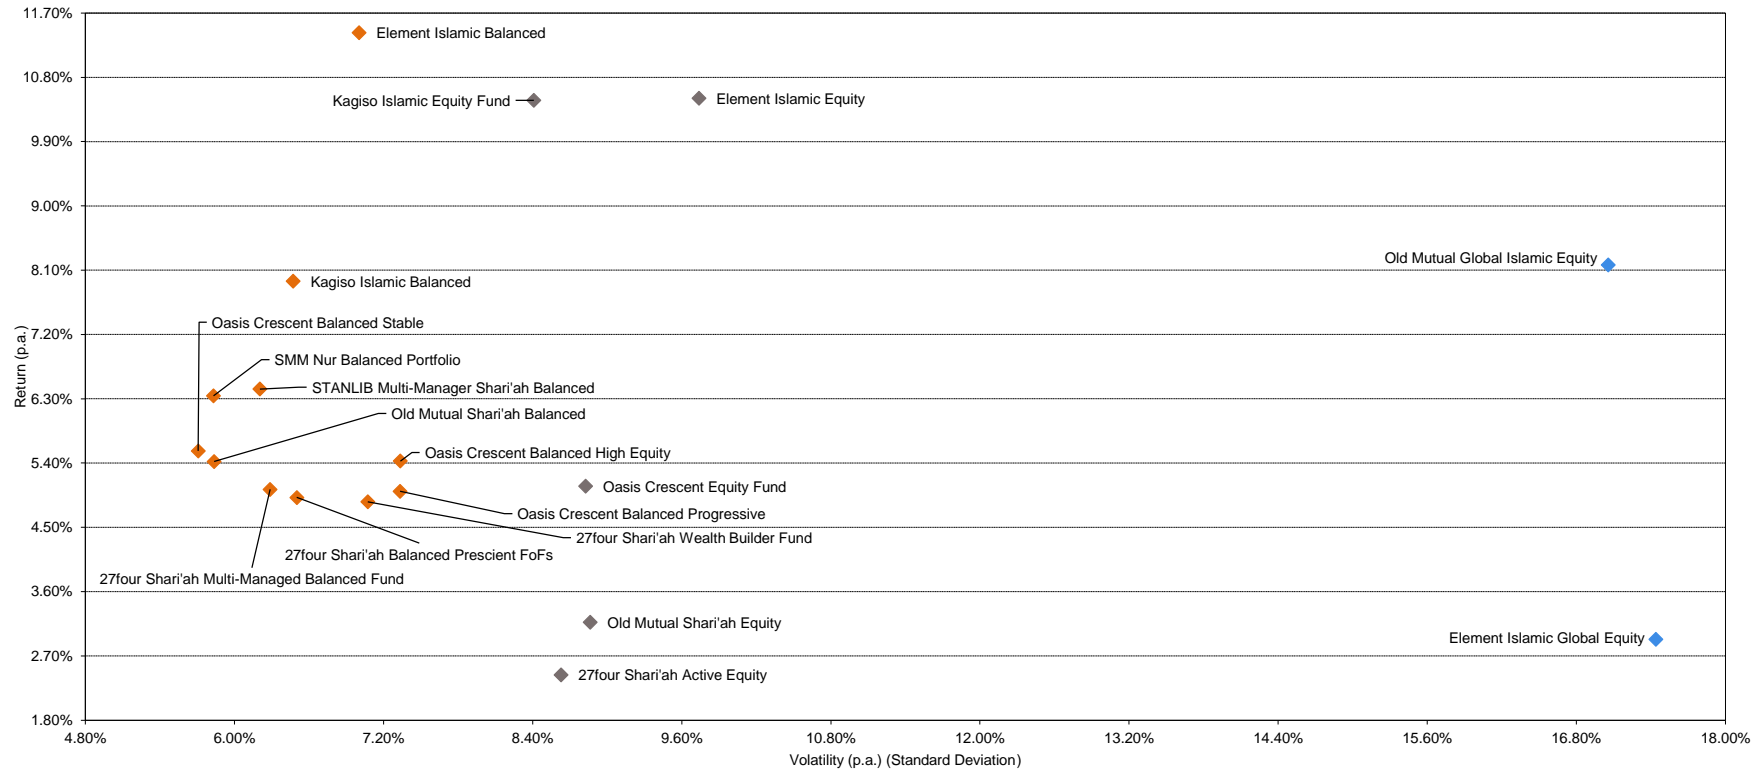 11.70%
Element Islamic Balanced
10.80%
Kagiso Islamic Equity Fund
Element Islamic Equity
9.90%
9.00%
Old Mutual Global Islamic Equity
8.10%
Kagiso Islamic Balanced
Oasis Crescent Balanced Stable
7.20%
Return (p.a.)
SMM Nur Balanced Portfolio
STANLIB Multi-Manager Shari'ah Balanced
6.30%
Old Mutual Shari'ah Balanced
Oasis Crescent Balanced High Equity
5.40%
Oasis Crescent Equity Fund
Oasis Crescent Balanced Progressive
4.50%
27four Shari'ah Wealth Builder Fund
27four Shari'ah Balanced Prescient FoFs
27four Shari'ah Multi-Managed Balanced Fund
3.60%
Old Mutual Shari'ah Equity
Element Islamic Global Equity
2.70%
27four Shari'ah Active Equity
1.80%
4.80% 6.00% 7.20% 8.40% 9.60% 10.80% 12.00% 13.20% 14.40% 15.60% 16.80% 18.00%
Volatility (p.a.) (Standard Deviation)